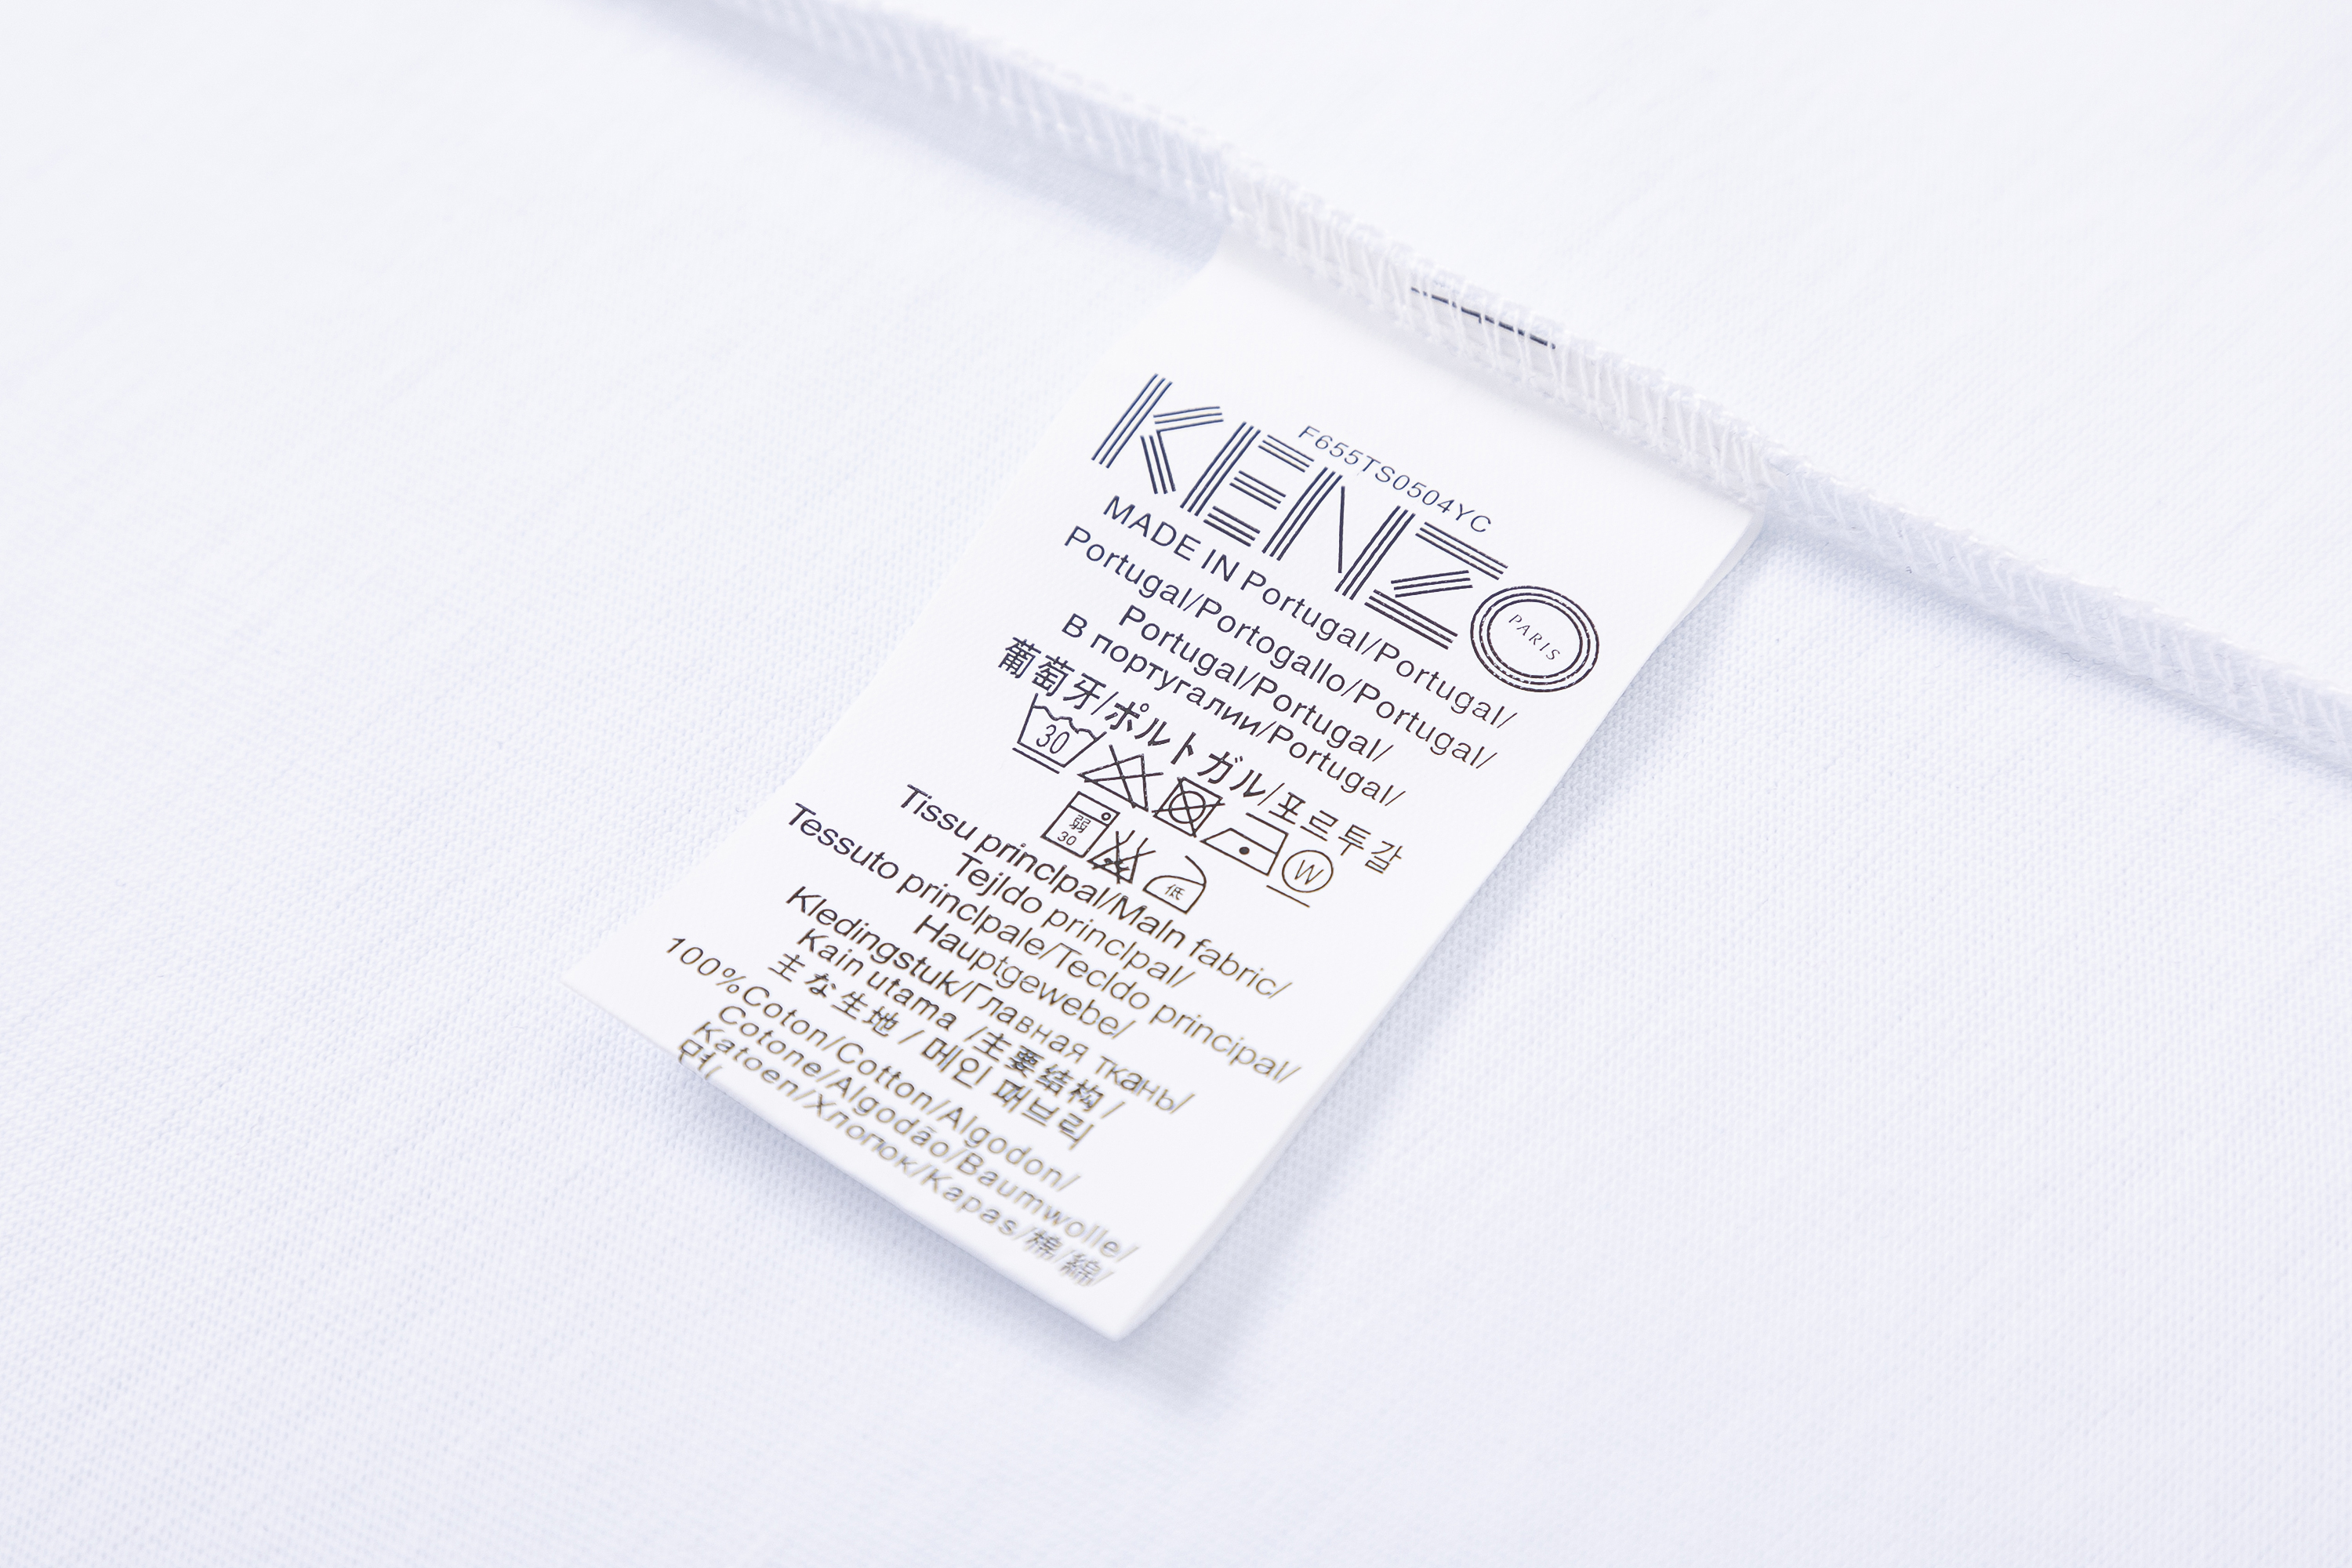 F655TS0504YC
KENZO
PARIS
MADE IN Portugal/Portugal/
Portugal/Portogallo/Portugal/
Portugal/Portugal/
В португалии/Portugal/
葡萄牙/ポルトガル/포르투갈
30
W
弱
30
低
Tissu princlpal/Maln fabric/
Tejldo princlpal/
Tessuto princlpale/Tecldo principal/
Hauptgewebe/
Kledingstuk/Главная ткань/
Kain utama /主要结构/
主な生地 / 메인 패브리
100%Coton/Cotton/Algodon/
Cotone/Algodão/Baumwolle/
Katoen/Хлопок/Kapas/棉/綿/
면/